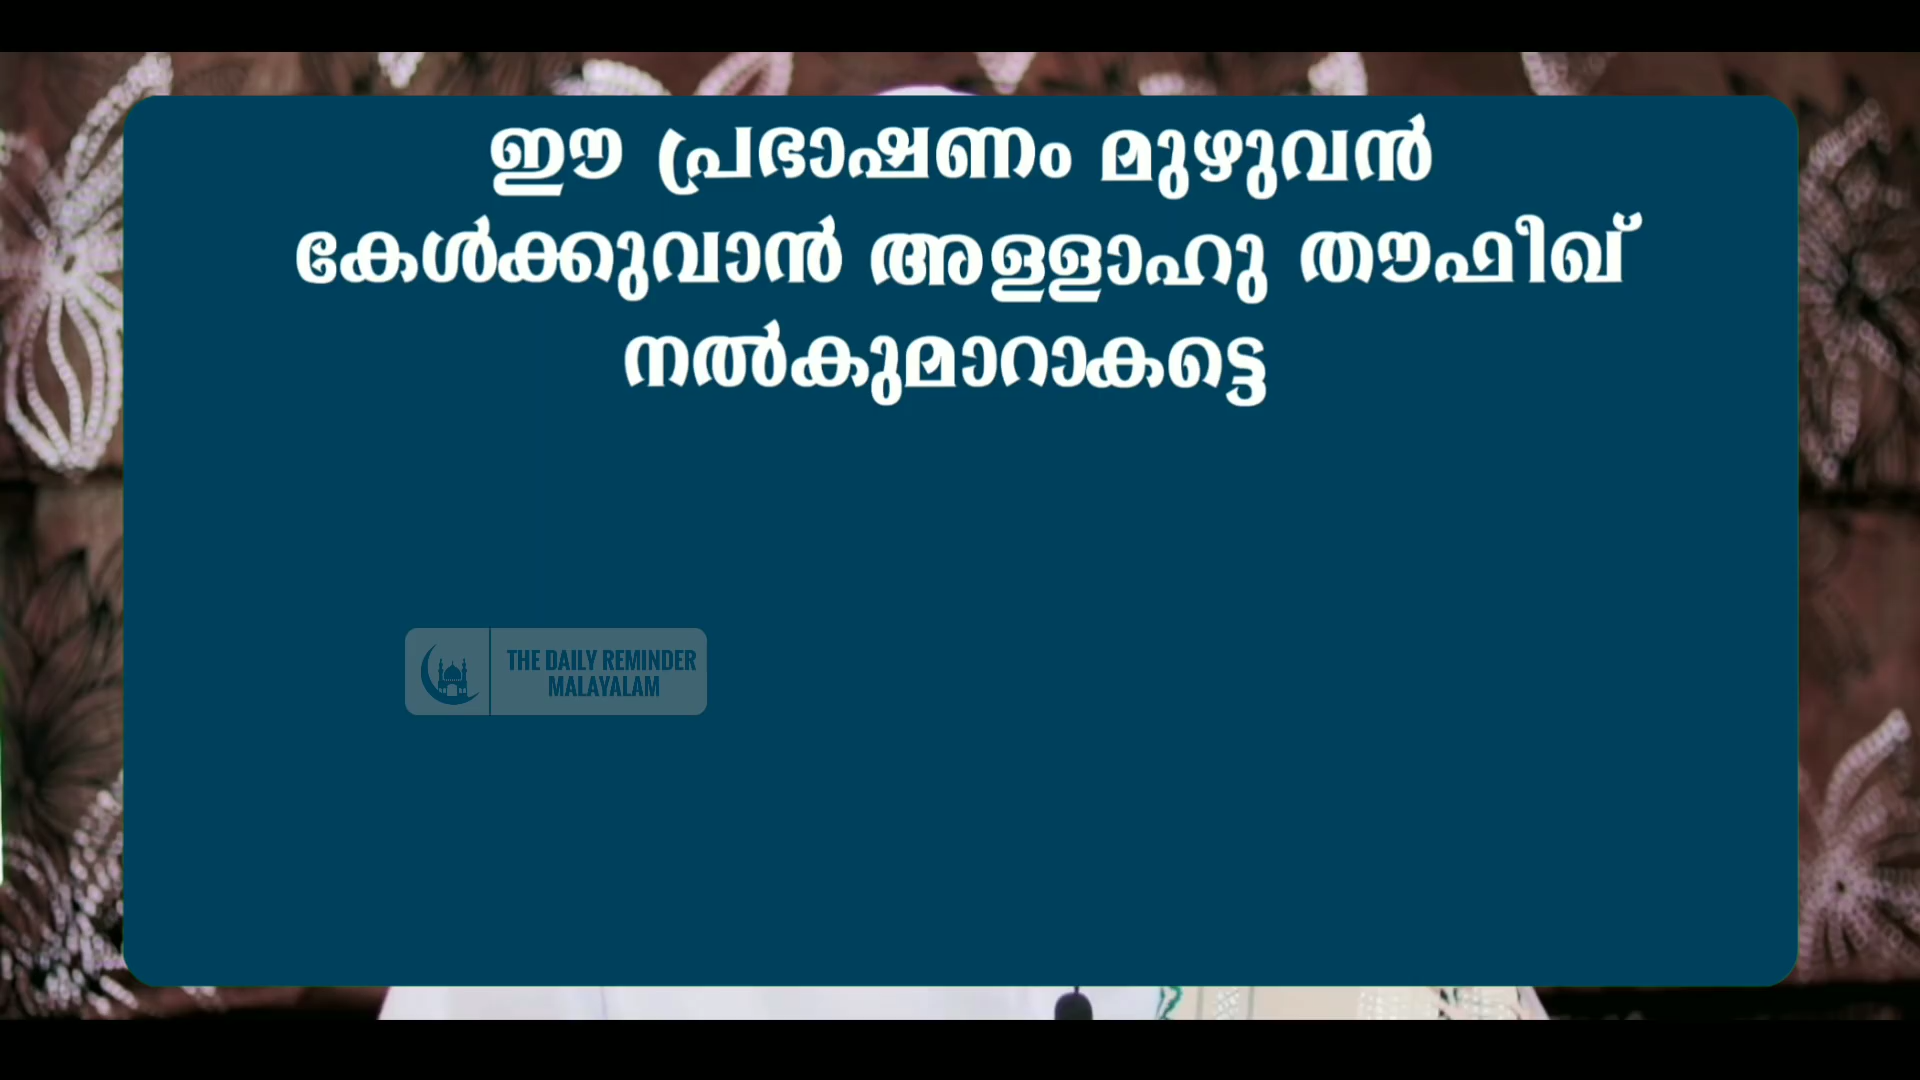 ഈ പ്രഭാഷണം മുഴുവൻ
കേൾക്കുവാൻ അള്ളാഹു തൗഫീഖ്
നൽകുമാറാകട്ടെ
THE DAILY REMINDER
MALAYALAM